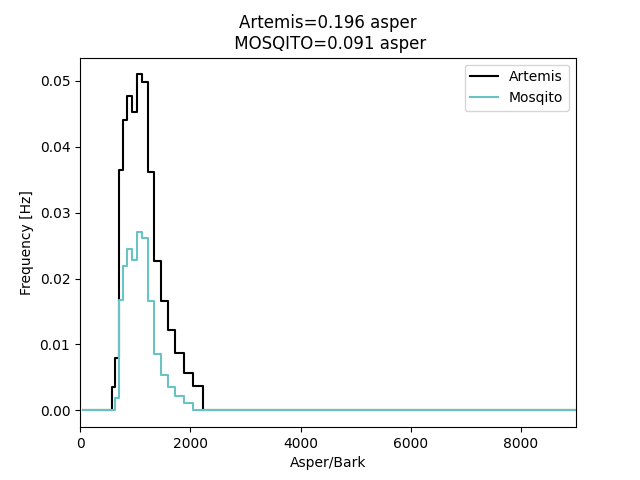 Artemis=0.196 asper
MOSQITO=0.091 asper
Artemis
Mosqito
Frequency [Hz]
0.05
0.04
0.03
0.02
0.01
0.00
0 2000 4000 6000 8000
Asper/Bark